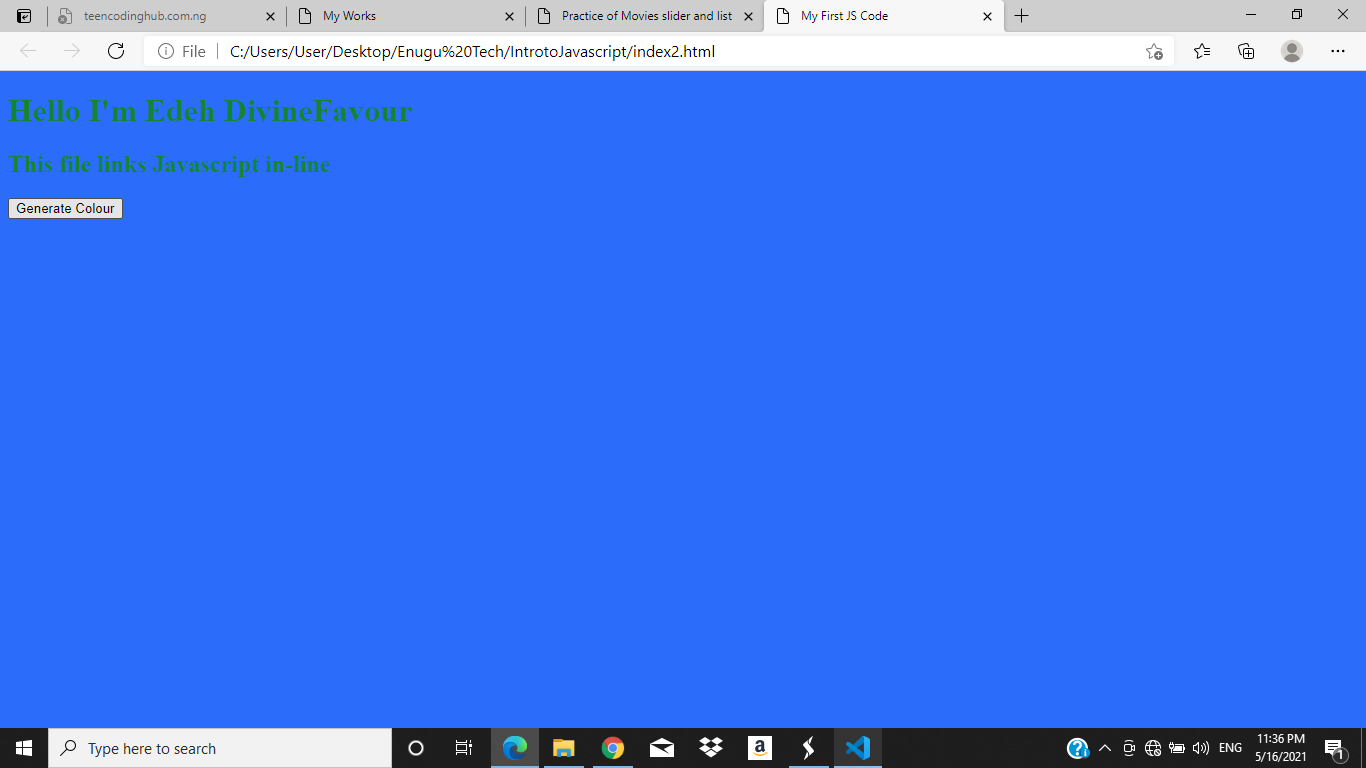 teencodinghub.com.ng
My Works
Practice of Movies slider and list
My First JS Code
File
C:/Users/User/Desktop/Enugu%20Tech/IntrotoJavascript/index2.html
Hello I'm Edeh DivineFavour
This file links Javascript in-line
Generate Colour
Type here to search
a
ENG
11:36 PM
5/16/2021
1